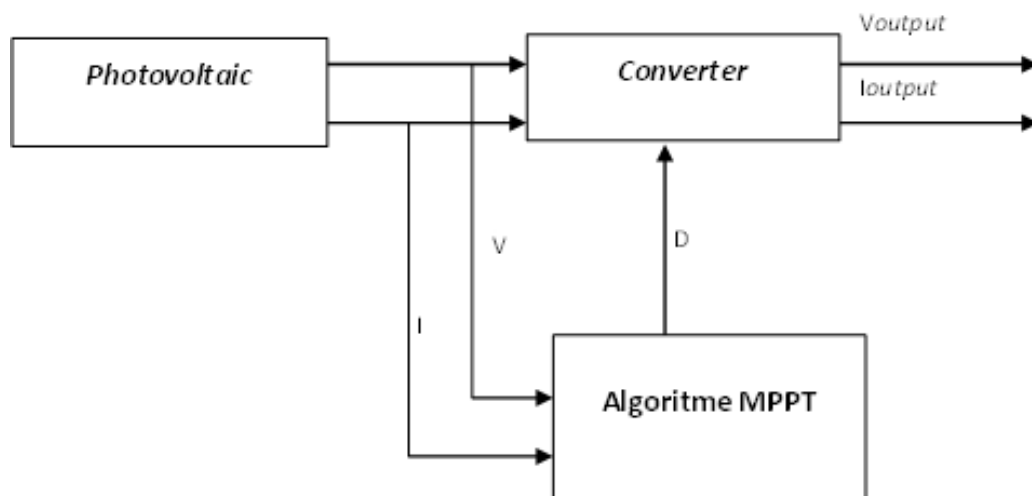 Voutput
Photovoltaic
Converter
Ioutput
V
D
I
Algoritme MPPT